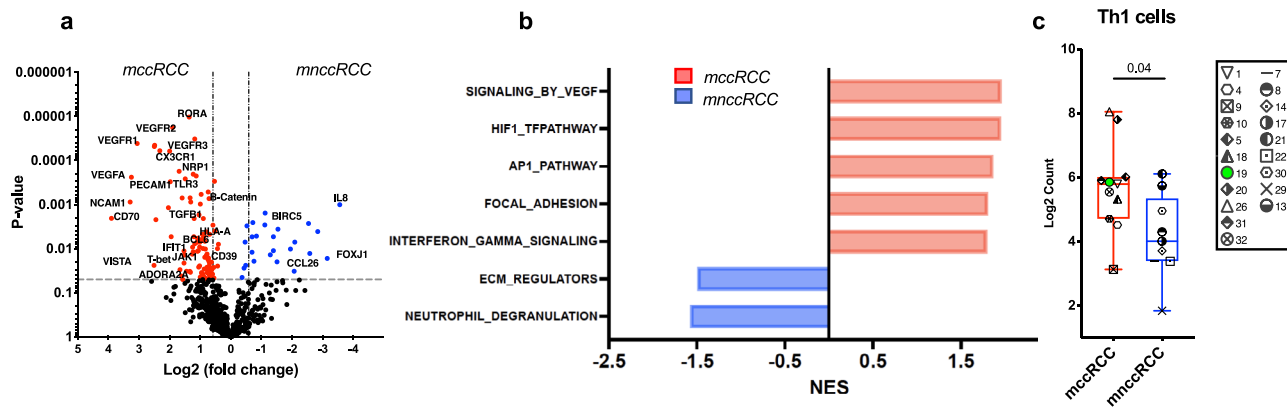 a
mccRCC
mnccRCC
0.000001
0.00001
0.0001
0.001
0.01
0.1
1
P-value
RORA
VEGFR2
VEGFR1
VEGFR3
CX3CR1
NRP1
VEGFA
PECAM1
TLR3
B-Catenin
NCAM1
IL8
CD70
TGFB1
BIRC5
HLA-A
BCL6
IFIT1
FOXJ1
VISTA
T-bet
JAK1
CD39
CCL26
ADORA2A
5 4 3 2 1 0 -1 -2 -3 -4
Log2 (fold change)
b
mccRCC
mnccRCC
SIGNALING_BY_VEGF
HIF1_TFPATHWAY
AP1_PATHWAY
FOCAL_ADHESION
INTERFERON_GAMMA_SIGNALING
ECM_REGULATORS
NEUTROPHIL_DEGRANULATION
-2.5 -1.5 -0.5 0.5 1.5
NES
c
Th1 cells
10
8
6
4
2
Log2 Count
0,04
mccRCC
mnccRCC
1 7
4 8
9 14
10 17
5 21
18 22
19 30
20 29
26 13
31
32